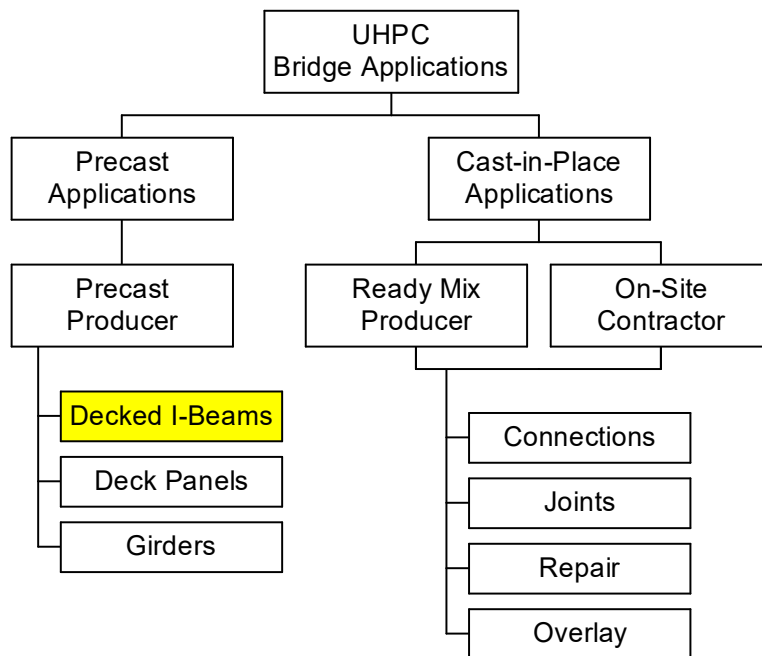 UHPC
Bridge Applications
Precast
Applications
Cast-in-Place
Applications
Precast
Producer
Ready Mix
Producer
On-Site
Contractor
Decked I-Beams
Deck Panels
Girders
Connections
Joints
Repair
Overlay